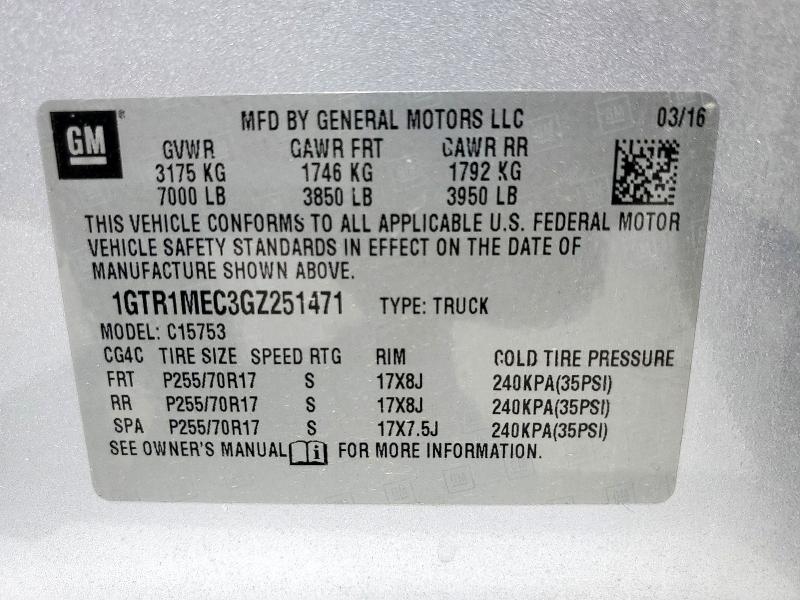 GM® MFD BY GENERAL MOTORS LLC 03/16
GVWR GAWR FRT GAWR RR
3175 KG 1746 KG 1792 KG
7000 LB 3850 LB 3950 LB
THIS VEHICLE CONFORMS TO ALL APPLICABLE U.S. FEDERAL MOTOR
VEHICLE SAFETY STANDARDS IN EFFECT ON THE DATE OF
MANUFACTURE SHOWN ABOVE.
1GTR1MEC3GZ251471 TYPE: TRUCK
MODEL: C15753
CG4C TIRE SIZE SPEED RTG RIM COLD TIRE PRESSURE
FRT P255/70R17 S 17X8J 240KPA(35PSI)
RR P255/70R17 S 17X8J 240KPA(35PSI)
SPA P255/70R17 S 17X7.5J 240KPA(35PSI)
SEE OWNER'S MANUAL i FOR MORE INFORMATION.